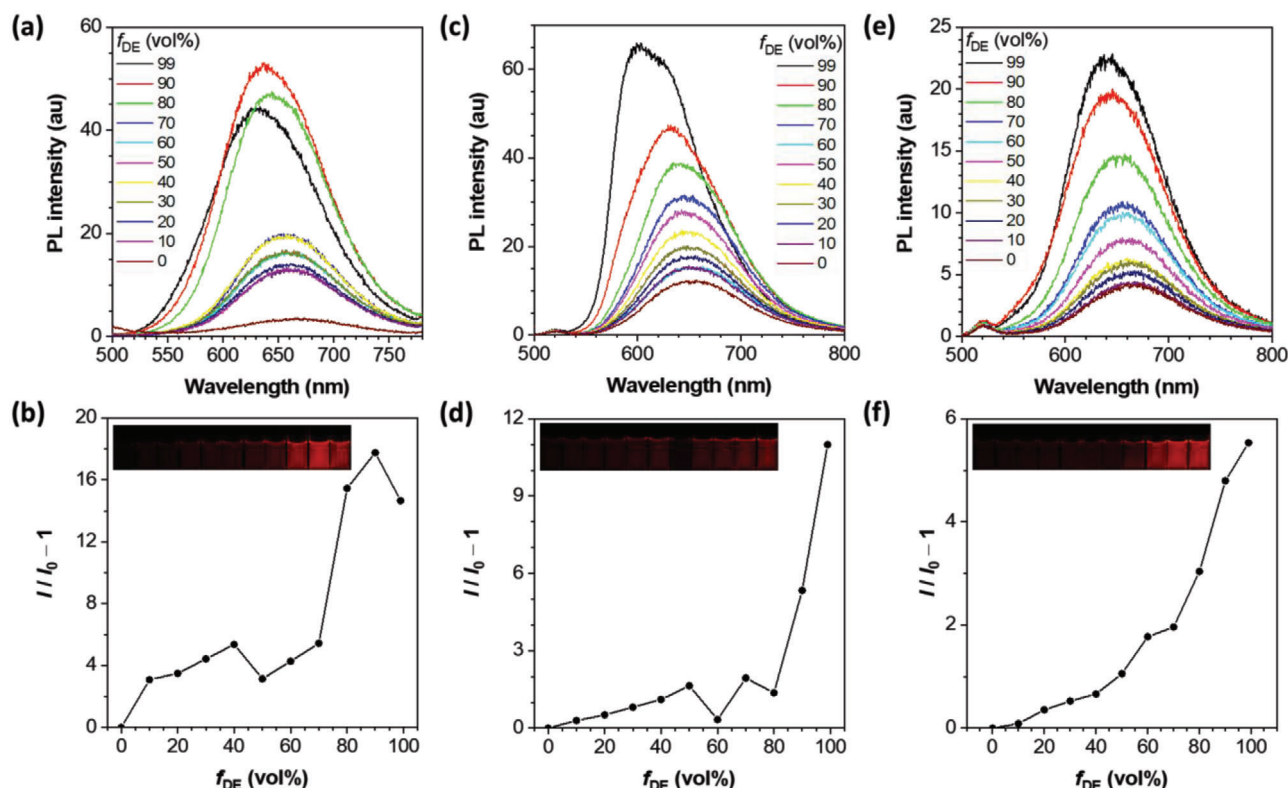 (a)
60
40
20
0
PL intensity (au)
f_DE (vol%)
99
90
80
70
60
50
40
30
20
10
0
500 550 600 650 700 750
Wavelength (nm)
(c)
60
40
20
0
PL intensity (au)
f_DE (vol%)
99
90
80
70
60
50
40
30
20
10
0
500 600 700 800
Wavelength (nm)
(e)
25
20
15
10
5
0
PL intensity (au)
f_DE (vol%)
99
90
80
70
60
50
40
30
20
10
0
500 600 700 800
Wavelength (nm)
(b)
20
16
12
8
4
0
I / I₀ – 1
0 20 40 60 80 100
f_DE (vol%)
(d)
12
9
6
3
0
I / I₀ – 1
0 20 40 60 80 100
f_DE (vol%)
(f)
6
4
2
0
I / I₀ – 1
0 20 40 60 80 100
f_DE (vol%)